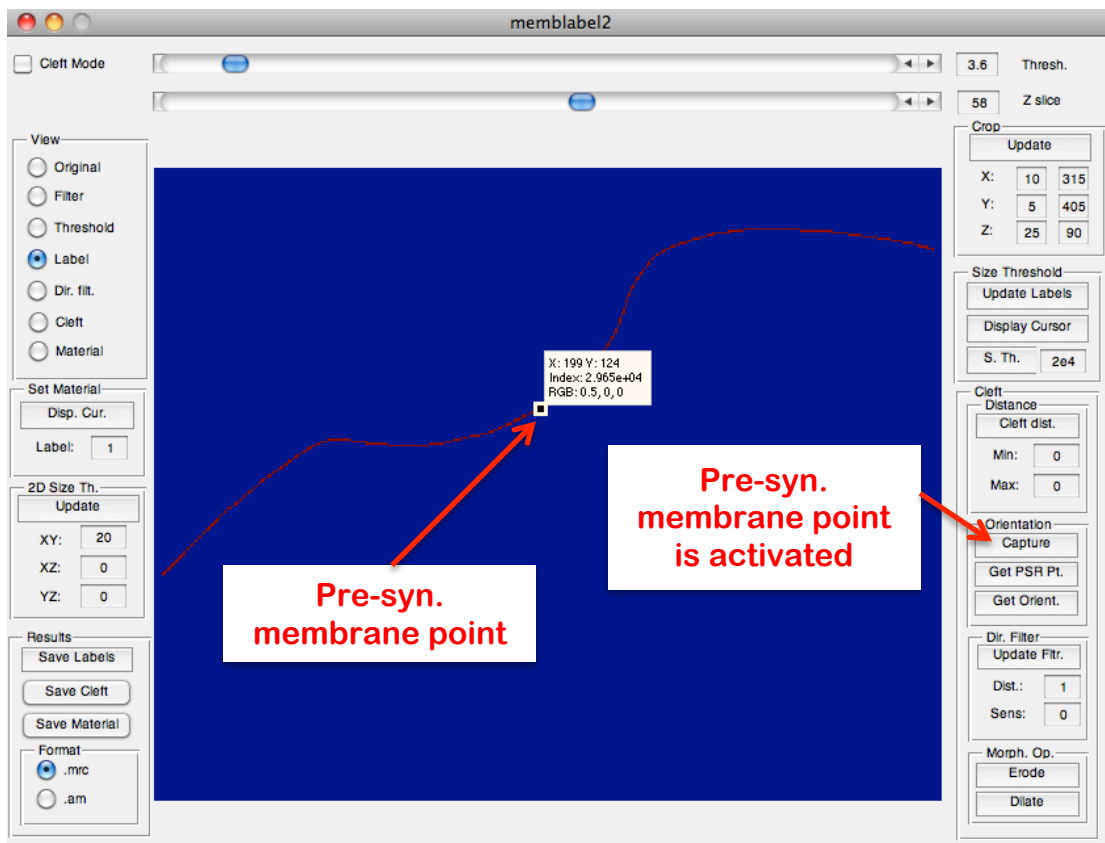 memblabel2
Cleft Mode
3.6 Thresh.
58 Z slice
View
Original
Filter
Threshold
Label
Dir. filt.
Cleft
Material
Set Material
Disp. Cur.
Label: 1
2D Size Th.
Update
XY: 20
XZ: 0
YZ: 0
Results
Save Labels
Save Cleft
Save Material
Format
.mrc
.am
X: 199 Y: 124
Index: 2.965e+04
RGB: 0.5, 0, 0
Pre-syn.
membrane point
Pre-syn.
membrane point
is activated
Crop
Update
X: 10 315
Y: 5 405
Z: 25 90
Size Threshold
Update Labels
Display Cursor
S. Th. 2e4
Cleft
Distance
Cleft dist.
Min: 0
Max: 0
Orientation
Capture
Get PSR Pt.
Get Orient.
Dir. Filter
Update Fltr.
Dist.: 1
Sens: 0
Morph. Op.
Erode
Dilate